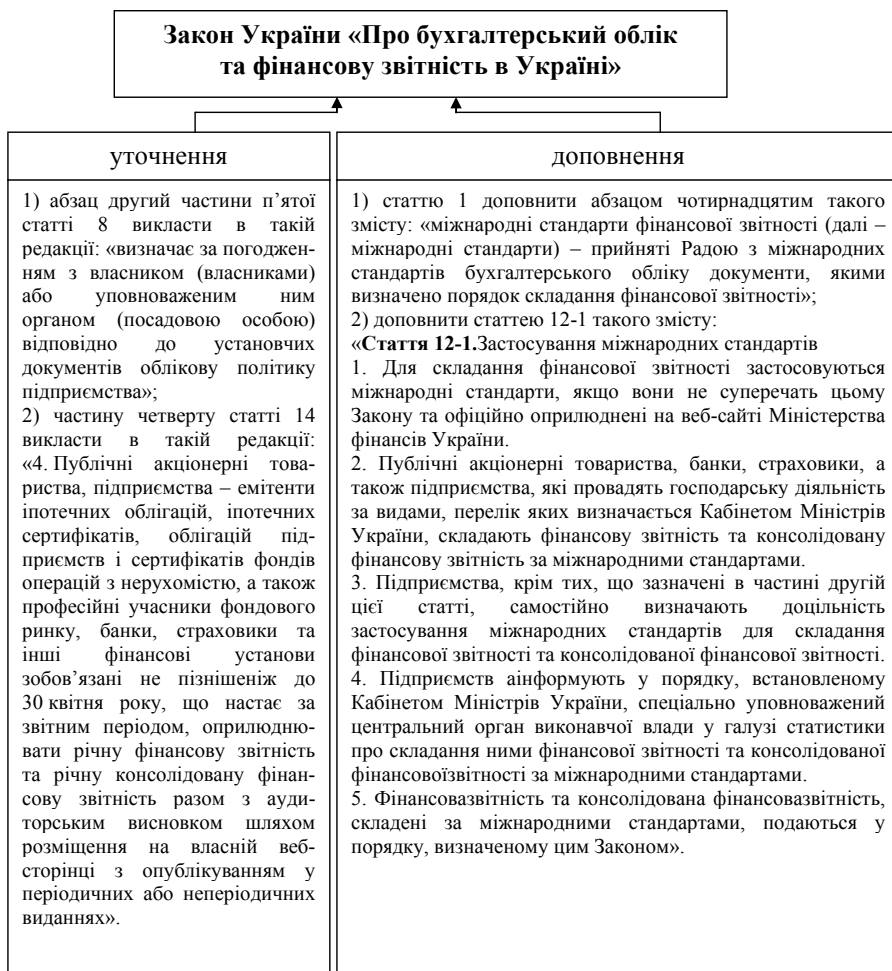 Закон України «Про бухгалтерський облік
та фінансову звітність в Україні»
уточнення
1) абзац другий частини п’ятої
статті 8 викласти в такій
редакції: «визначає за погоджен-
ням з власником (власниками)
або уповноваженим ним
органом (посадовою особою)
відповідно до установчих
документів облікову політику
підприємства»;
2) частину четверту статті 14
викласти в такій редакції:
«4. Публічні акціонерні това-
риства, підприємства – емітенти
іпотечних облігацій, іпотечних
сертифікатів, облігацій під-
приємств і сертифікатів фондів
операцій з нерухомістю, а також
професійні учасники фондового
ринку, банки, страховики та
інші фінансові установи
зобов’язані не пізнішеніж до
30 квітня року, що настає за
звітним періодом, оприлюдню-
вати річну фінансову звітність
та річну консолідовану фінан-
сову звітність разом з ауди-
торським висновком шляхом
розміщення на власній веб-
сторінці з опублікуванням у
періодичних або неперіодичних
виданнях».
доповнення
1) статтю 1 доповнити абзацом чотирнадцятим такого
змісту: «міжнародні стандарти фінансової звітності (далі –
міжнародні стандарти) – прийняті Радою з міжнародних
стандартів бухгалтерського обліку документи, якими
визначено порядок складання фінансової звітності»;
2) доповнити статтею 12-1 такого змісту:
«Стаття 12-1.Застосування міжнародних стандартів
1. Для складання фінансової звітності застосовуються
міжнародні стандарти, якщо вони не суперечать цьому
Закону та офіційно оприлюднені на веб-сайті Міністерства
фінансів України.
2. Публічні акціонерні товариства, банки, страховики, а
також підприємства, які провадять господарську діяльність
за видами, перелік яких визначається Кабінетом Міністрів
України, складають фінансову звітність та консолідовану
фінансову звітність за міжнародними стандартами.
3. Підприємства, крім тих, що зазначені в частині другій
цієї статті, самостійно визначають доцільність
застосування міжнародних стандартів для складання
фінансової звітності та консолідованої фінансової звітності.
4. Підприємств аінформують у порядку, встановленому
Кабінетом Міністрів України, спеціально уповноважений
центральний орган виконавчої влади у галузі статистики
про складання ними фінансової звітності та консолідованої
фінансовоїзвітності за міжнародними стандартами.
5. Фінансовазвітність та консолідована фінансовазвітність,
складені за міжнародними стандартами, подаються у
порядку, визначеному цим Законом».